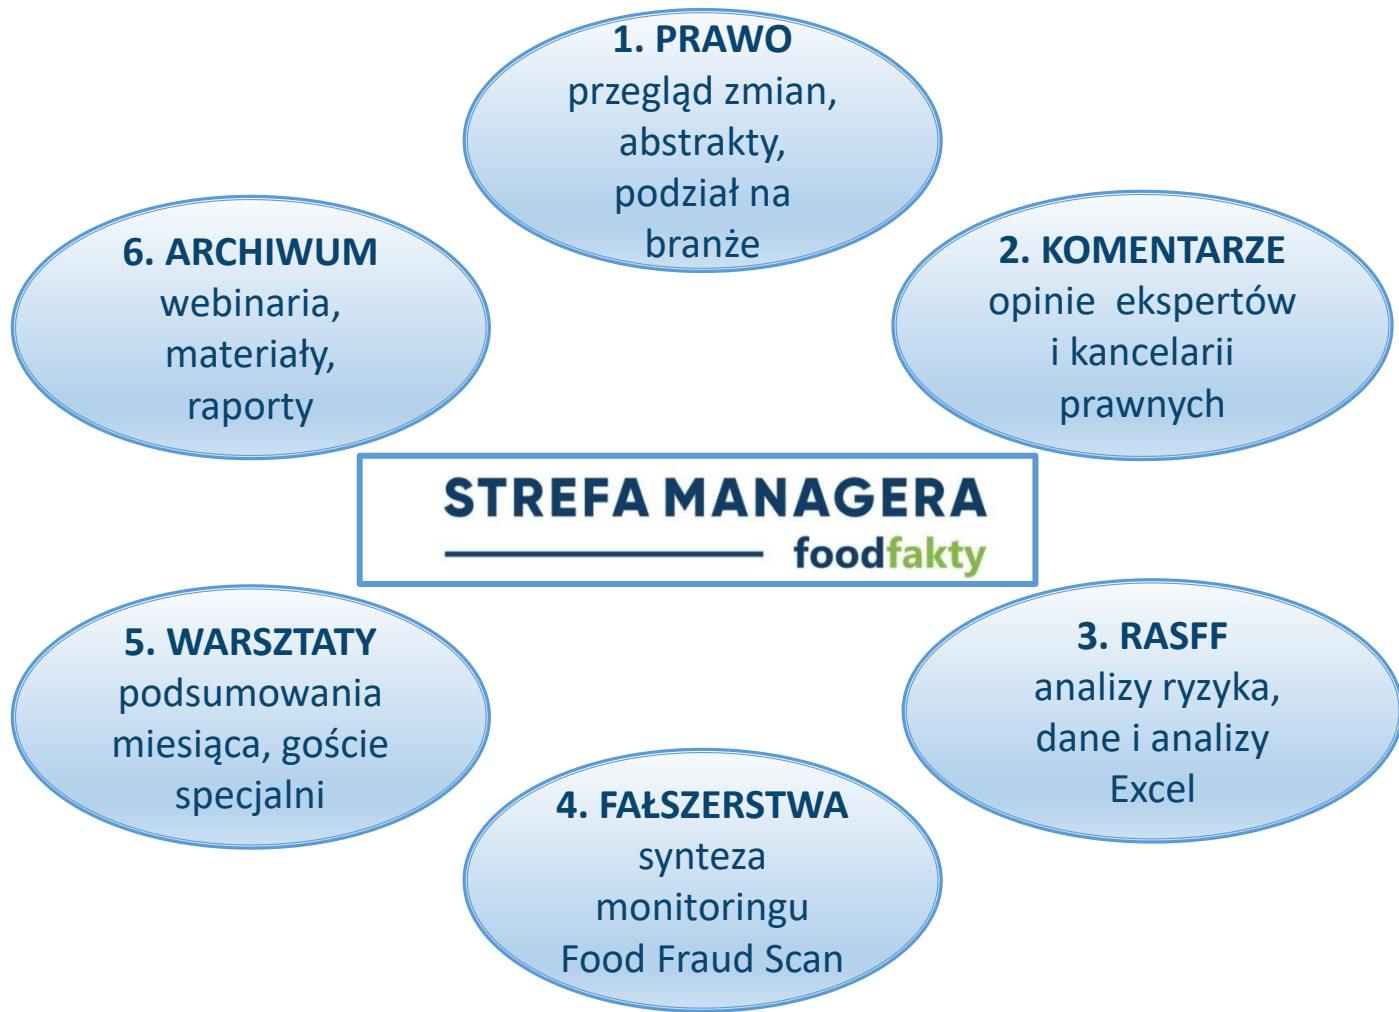 1. PRAWO
przegląd zmian,
abstrakty,
podział na
branże
2. KOMENTARZE
opinie  ekspertów
i kancelarii
prawnych
3. RASFF
analizy ryzyka,
dane i analizy
Excel
4. FAŁSZERSTWA
synteza
monitoringu
Food Fraud Scan
5. WARSZTATY
podsumowania
miesiąca, goście
specjalni
6. ARCHIWUM
webinaria,
materiały,
raporty
STREFA MANAGERA
foodfakty